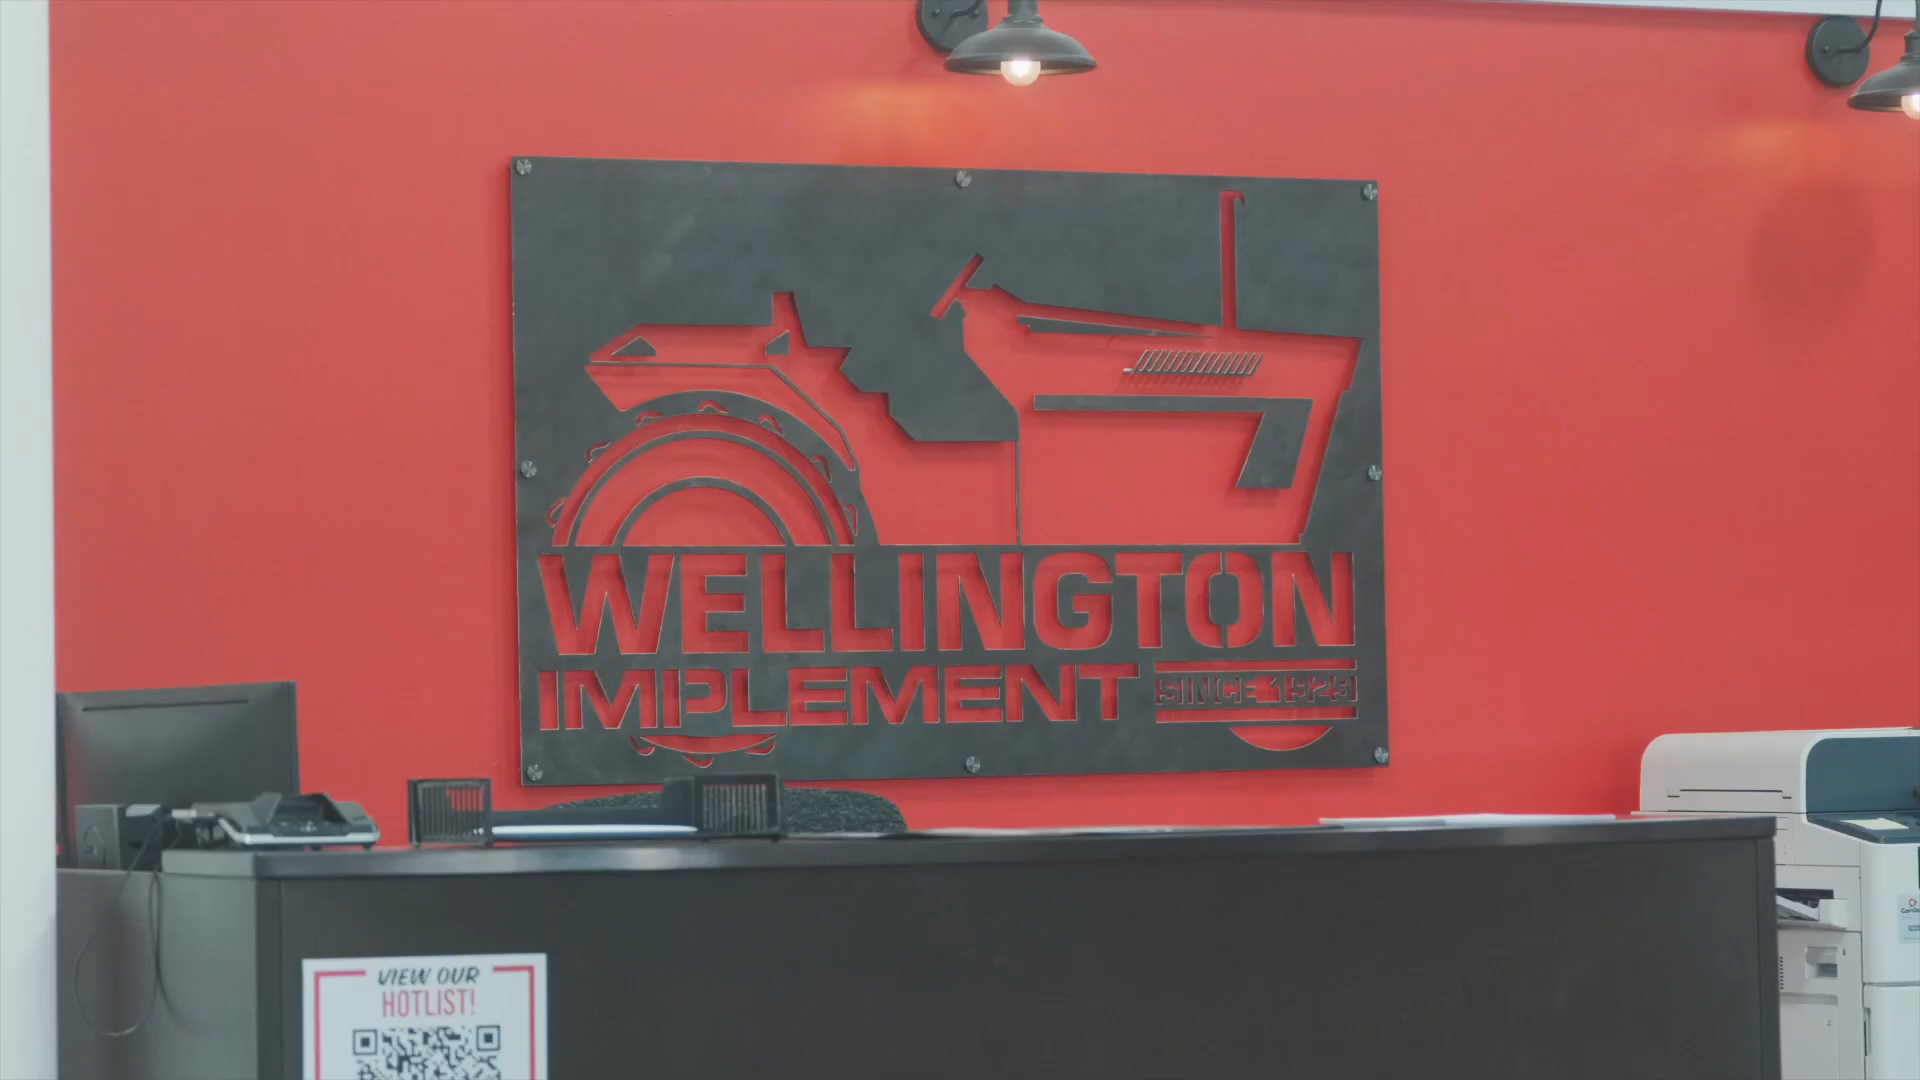 WELLINGTON
IMPLEMENT SINCE 1929
VIEW OUR
HOTLIST!